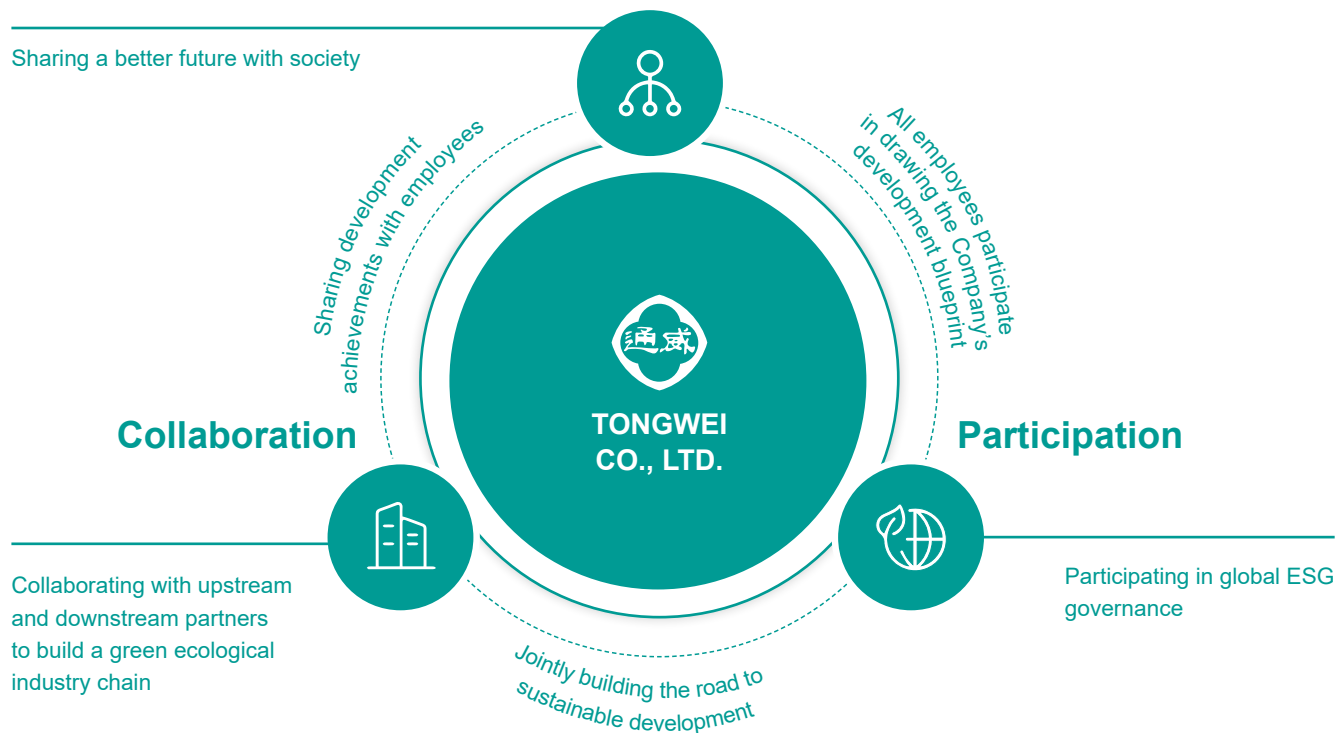 Sharing a better future with society
Sharing development
achievements with employees
All employees participate
in drawing the Company's
development blueprint
通威
TONGWEI
CO., LTD.
Collaboration
Participation
Collaborating with upstream
and downstream partners
to build a green ecological
industry chain
Participating in global ESG
governance
Jointly building the road to
sustainable development